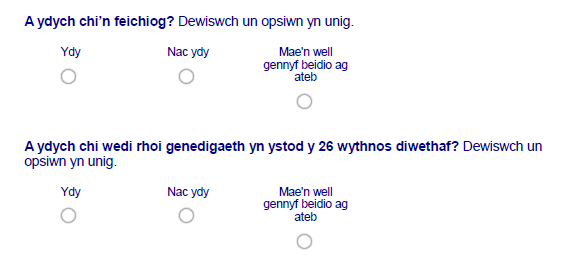 A ydych chi'n feichiog? Dewiswch un opsiwn yn unig.
Ydy
Nac ydy
Mae'n well
gennyf beidio ag
ateb
A ydych chi wedi rhoi genedigaeth yn ystod y 26 wythnos diwethaf? Dewiswch un
opsiwn yn unig.
Ydy
Nac ydy
Mae'n well
gennyf beidio ag
ateb